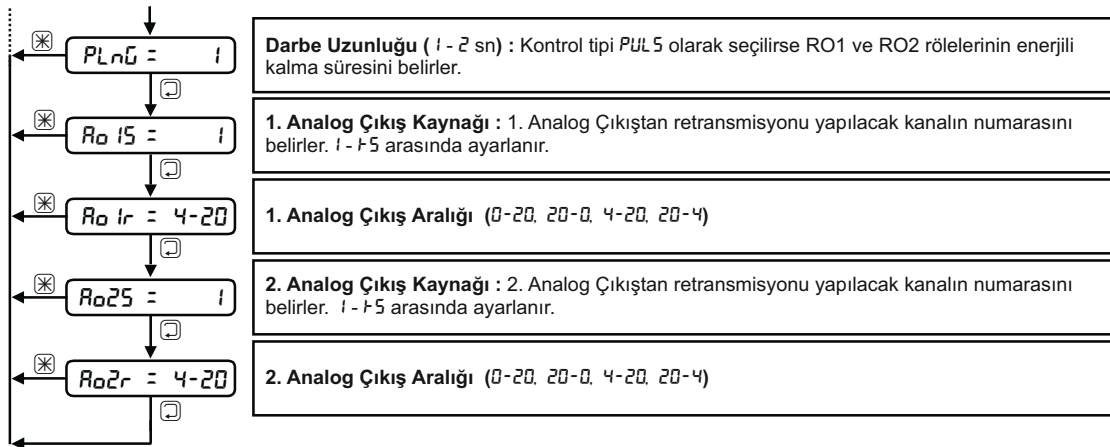 PLnG = 1
Darbe Uzunluğu ( 1 - 2 sn) : Kontrol tipi PULS olarak seçilirse RO1 ve RO2 rölelerinin enerjili
kalma süresini belirler.
Ao1S = 1
1. Analog Çıkış Kaynağı : 1. Analog Çıkıştan retransmisyonu yapılacak kanalın numarasını
belirler. 1 - FS arasında ayarlanır.
Ao1r = 4-20
1. Analog Çıkış Aralığı (0-20, 20-0, 4-20, 20-4)
Ao2S = 1
2. Analog Çıkış Kaynağı : 2. Analog Çıkıştan retransmisyonu yapılacak kanalın numarasını
belirler. 1 - FS arasında ayarlanır.
Ao2r = 4-20
2. Analog Çıkış Aralığı (0-20, 20-0, 4-20, 20-4)